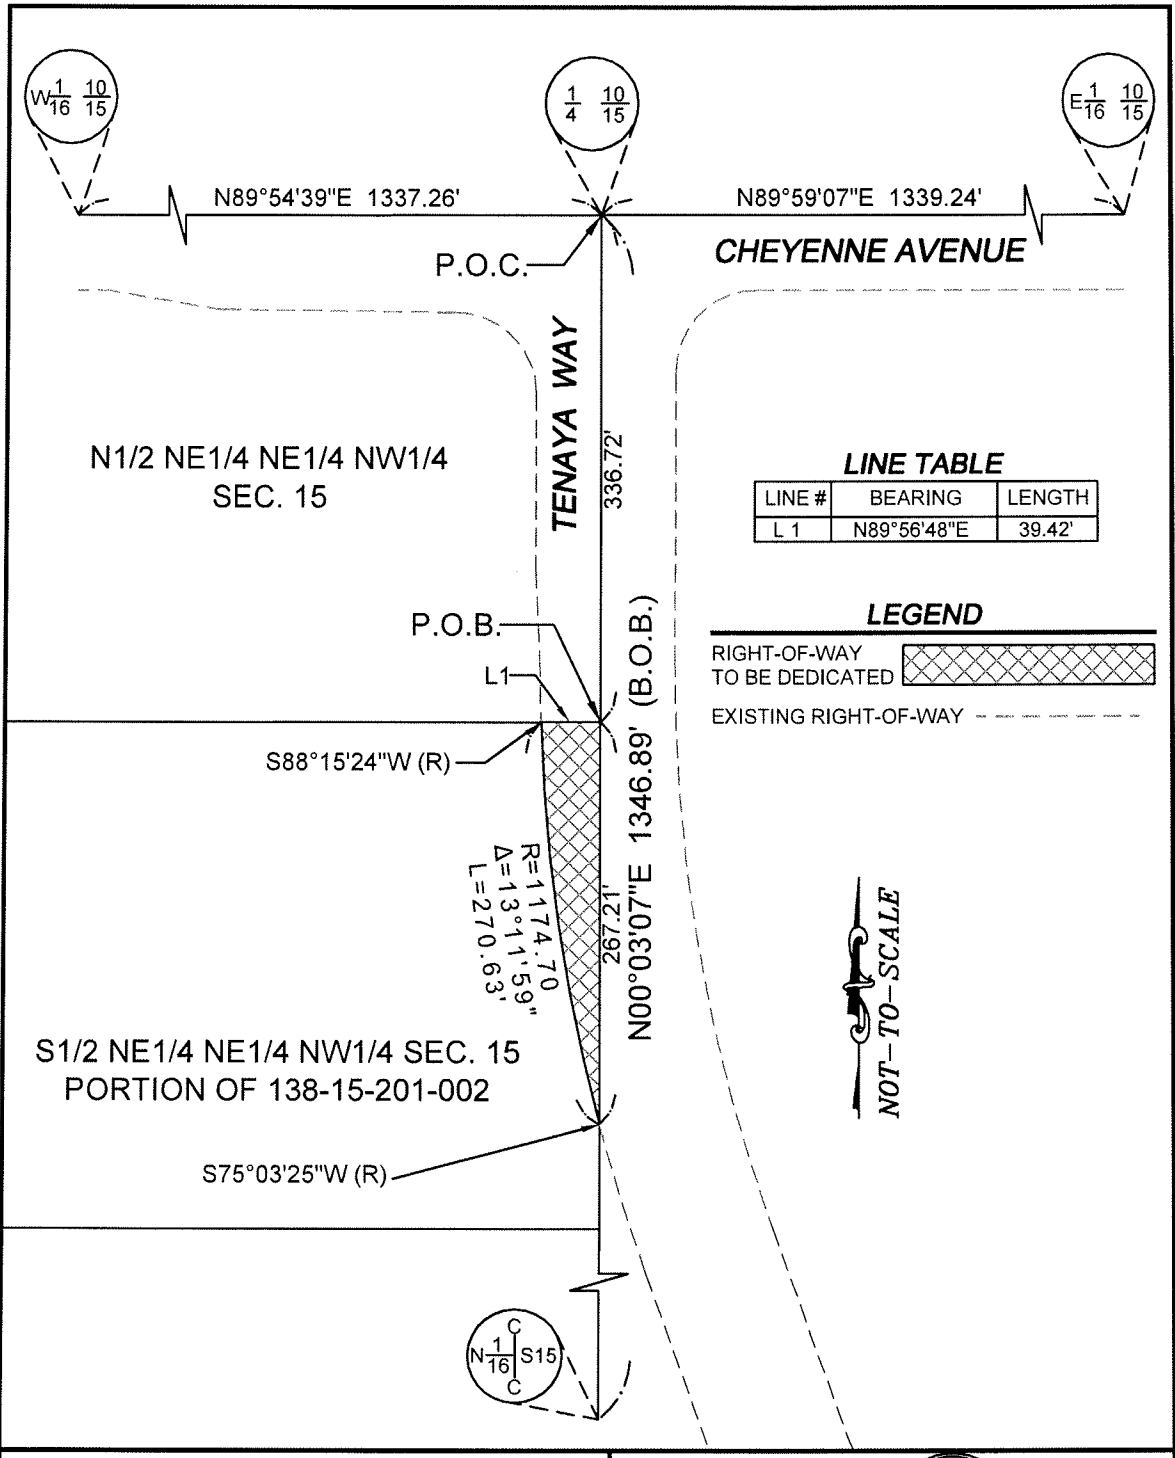 W 1/16 10/15
1/4 10/15
E 1/16 10/15
N89°54'39"E 1337.26'
N89°59'07"E 1339.24'
P.O.C.
CHEYENNE AVENUE
TENAYA WAY
336.72'
N1/2 NE1/4 NE1/4 NW1/4
SEC. 15
LINE TABLE
LINE # BEARING LENGTH
L 1 N89°56'48"E 39.42'
LEGEND
RIGHT-OF-WAY
TO BE DEDICATED
EXISTING RIGHT-OF-WAY
P.O.B.
L1
N00°03'07"E 1346.89' (B.O.B.)
S88°15'24"W (R)
R=1174.70
Δ=13°11'59"
L=270.63'
267.21'
NOT-TO-SCALE
S1/2 NE1/4 NE1/4 NW1/4 SEC. 15
PORTION OF 138-15-201-002
S75°03'25"W (R)
C
N 1/16 S15
C